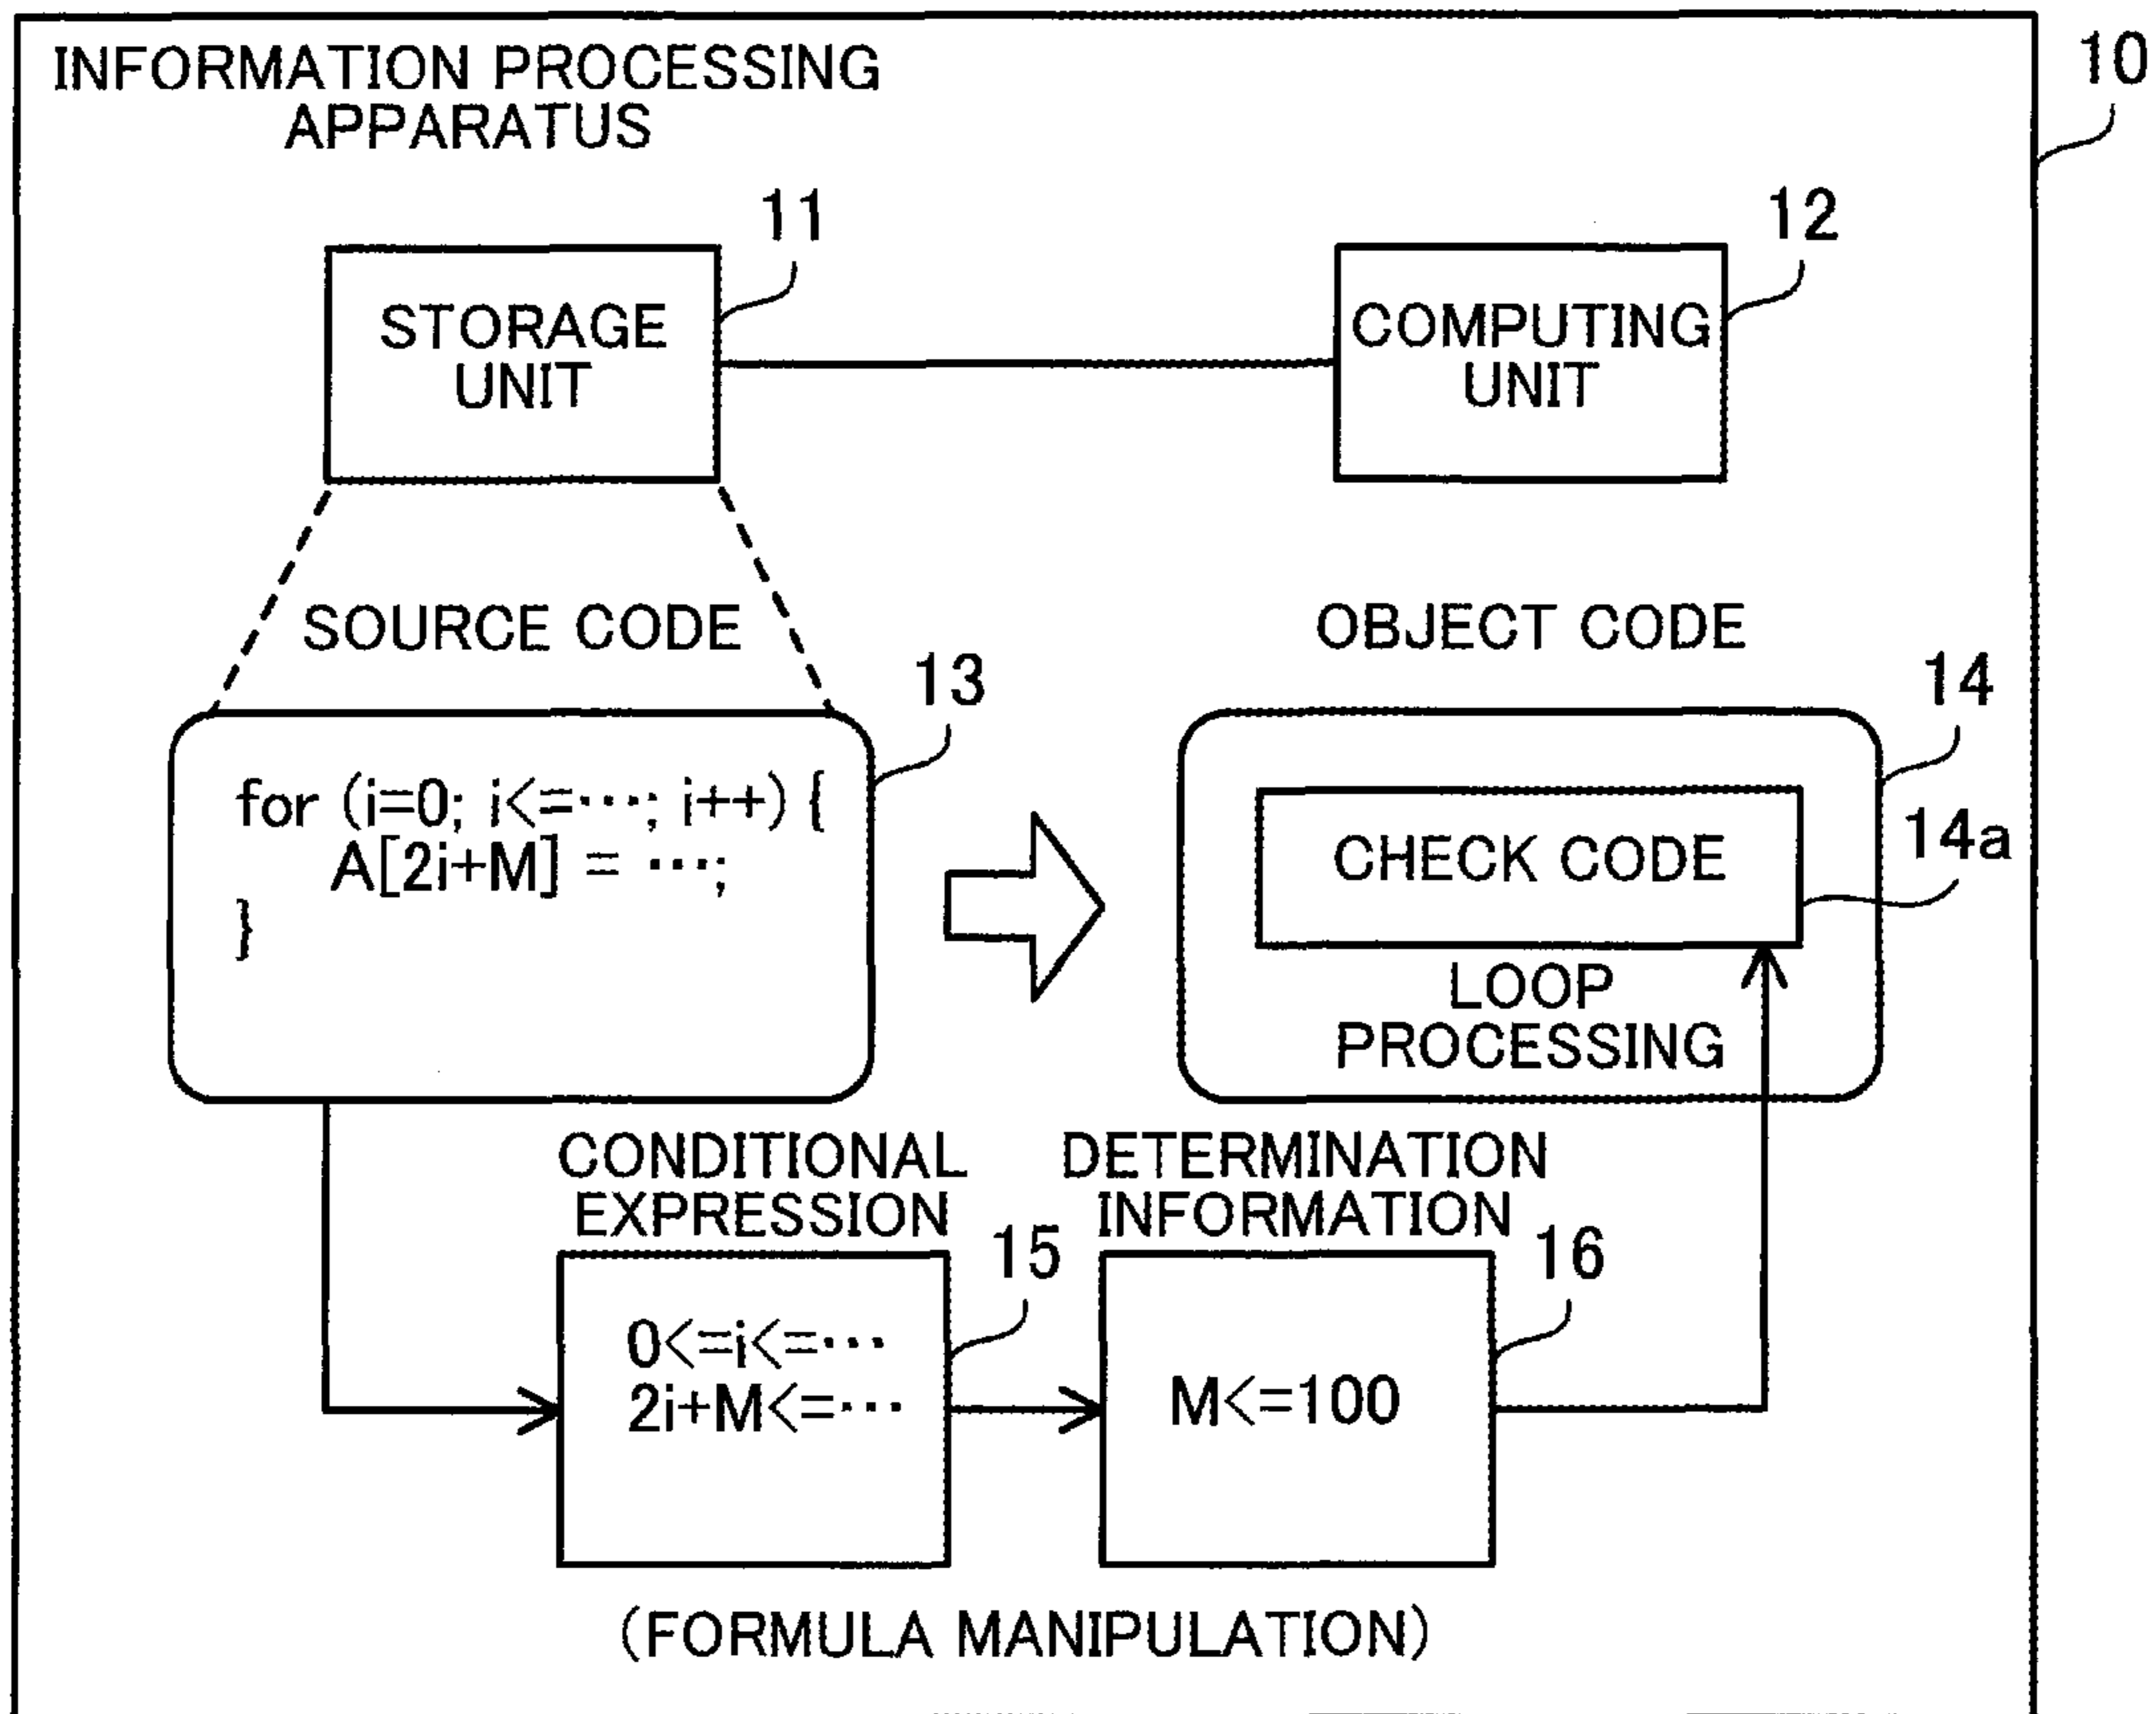 INFORMATION PROCESSING
APPARATUS
10
11
12
STORAGE
UNIT
COMPUTING
UNIT
SOURCE CODE
OBJECT CODE
13
14
for (i=0; i<=…; i++) {
A[2i+M] = …;
}
CHECK CODE
14a
LOOP
PROCESSING
CONDITIONAL
EXPRESSION
DETERMINATION
INFORMATION
15
16
0<=i<=…
2i+M<=…
M<=100
(FORMULA MANIPULATION)